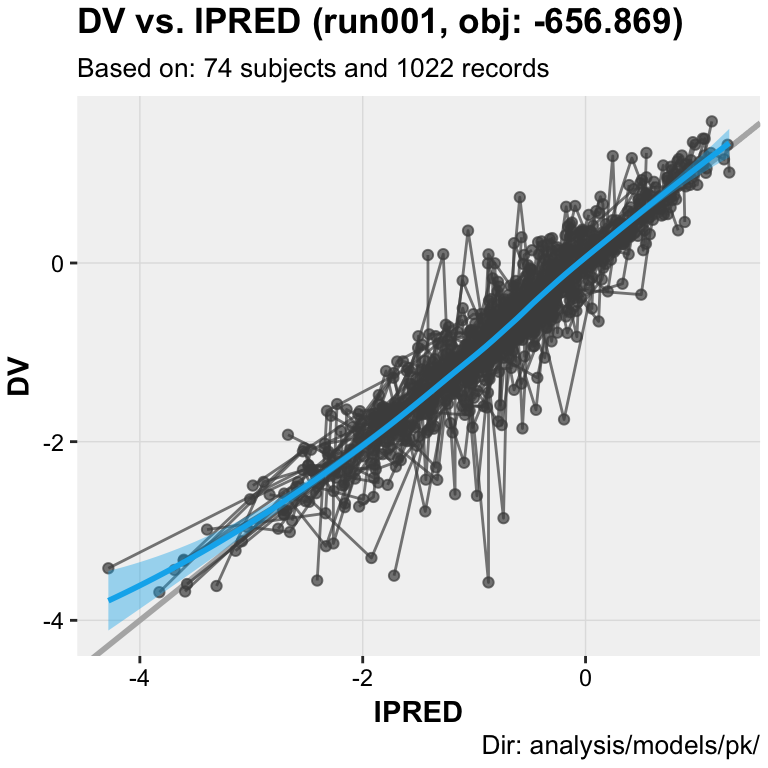 DV vs. IPRED (run001, obj: -656.869)
Based on: 74 subjects and 1022 records
DV
0
-2
-4
-4 -2 0
IPRED
Dir: analysis/models/pk/